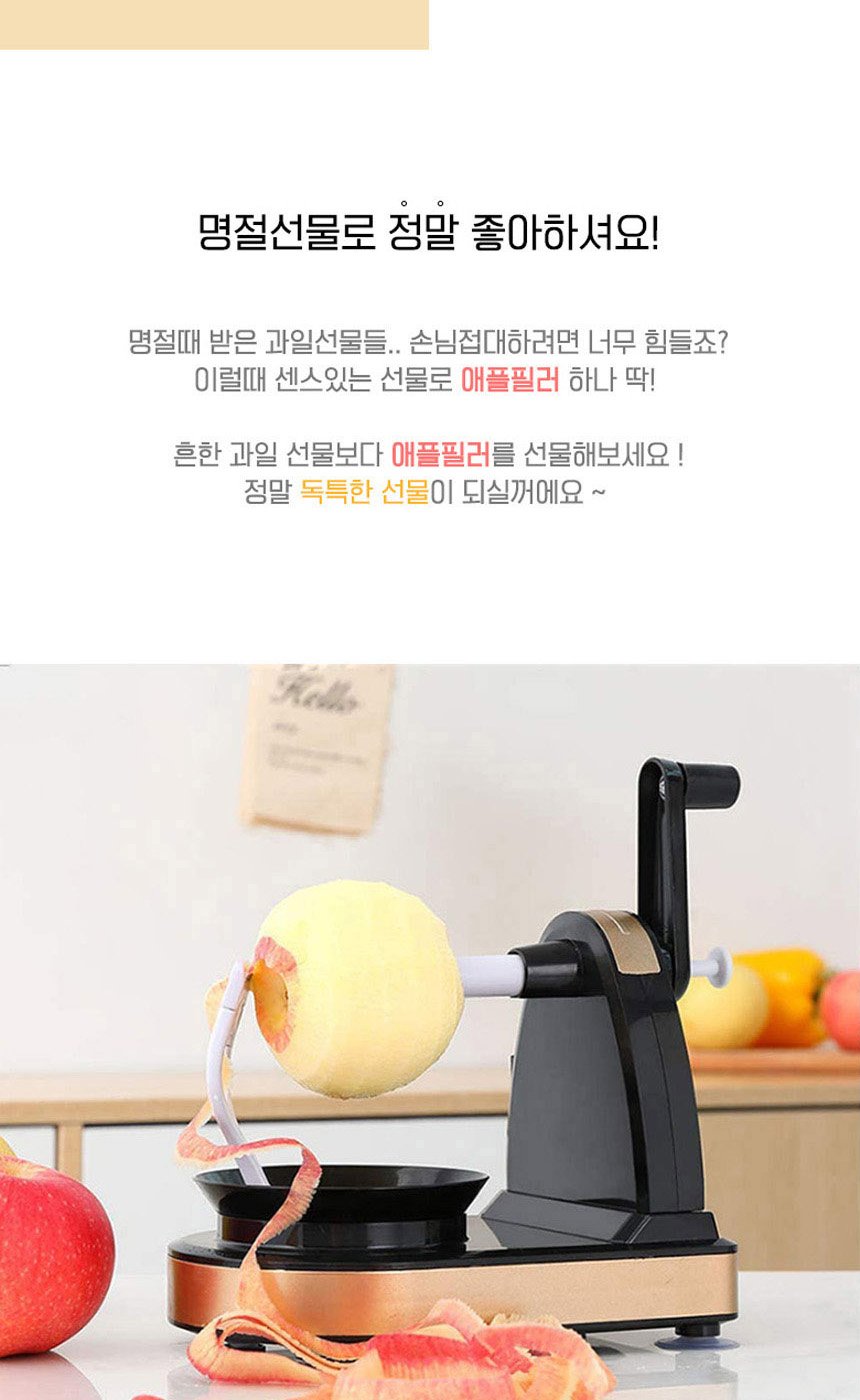 명절선물로 정말 좋아하셔요!
명절때 받은 과일선물들.. 손님접대하려면 너무 힘들죠?
이럴때 센스있는 선물로 애플필러 하나 딱!
흔한 과일 선물보다 애플필러를 선물해보세요 !
정말 독특한 선물이 되실꺼에요 ~
Hello